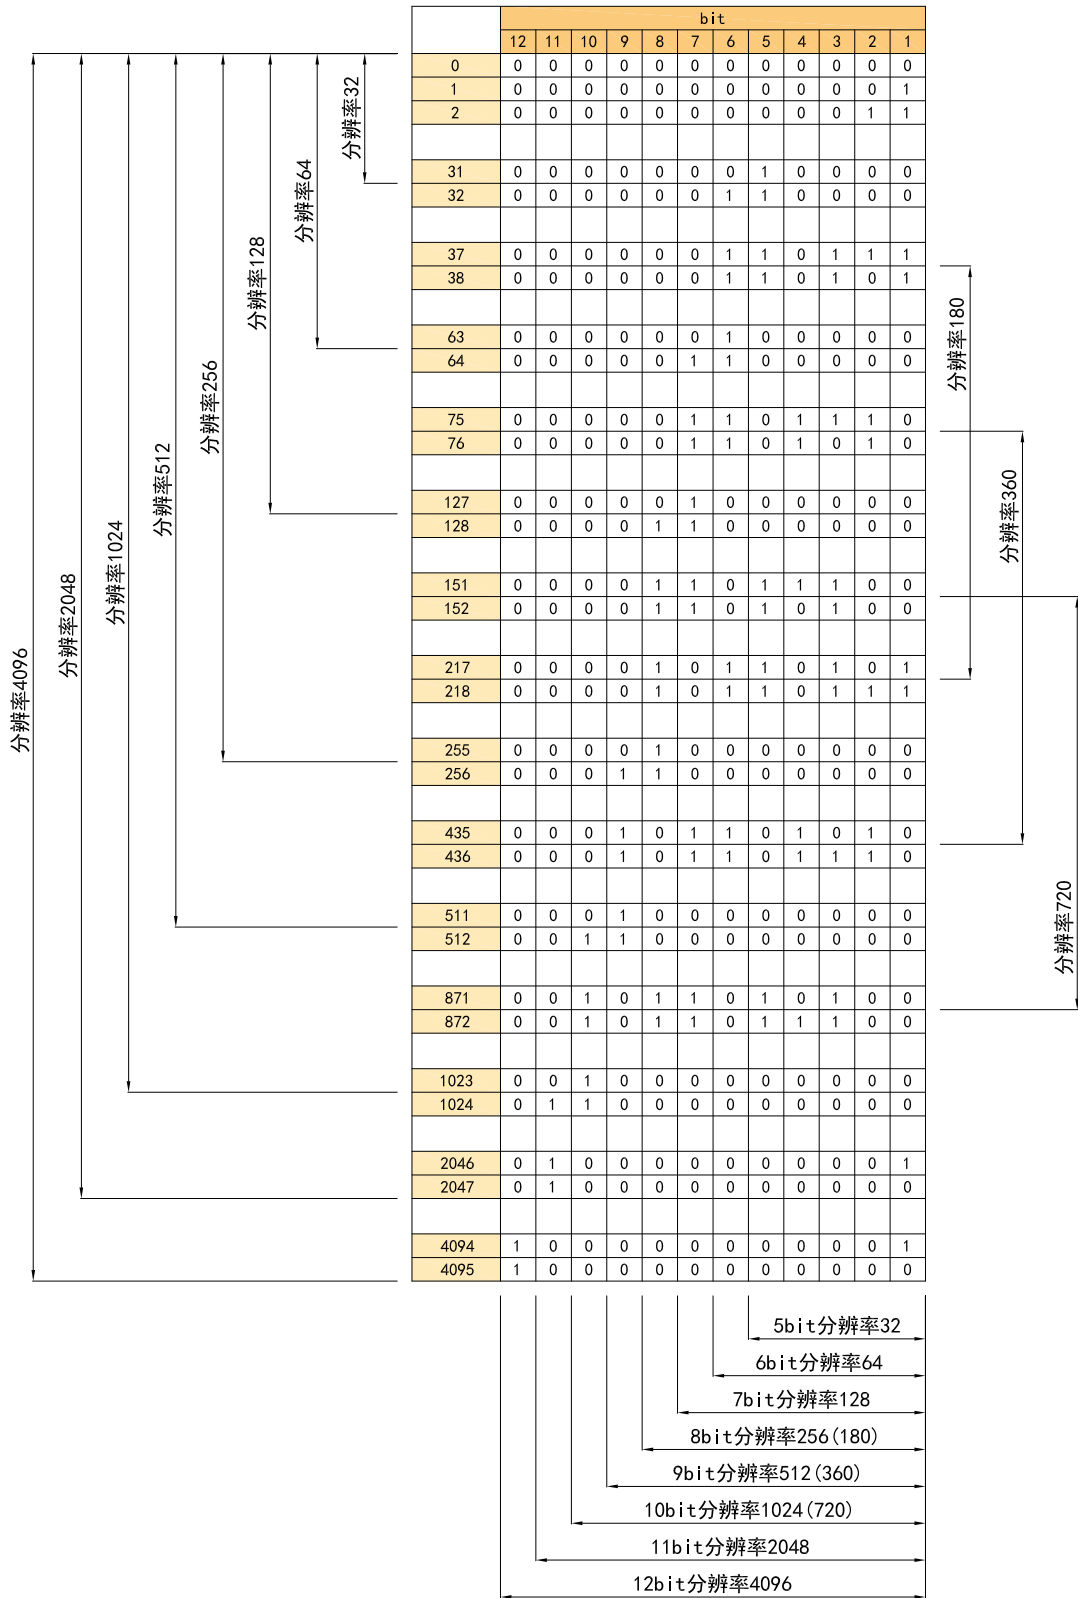 bit
12 11 10 9 8 7 6 5 4 3 2 1
0 0 0 0 0 0 0 0 0 0 0 0 0
1 0 0 0 0 0 0 0 0 0 0 0 1
2 0 0 0 0 0 0 0 0 0 0 1 1
31 0 0 0 0 0 0 0 1 0 0 0 0
32 0 0 0 0 0 0 1 1 0 0 0 0
37 0 0 0 0 0 0 1 1 0 1 1 1
38 0 0 0 0 0 0 1 1 0 1 0 1
63 0 0 0 0 0 0 1 0 0 0 0 0
64 0 0 0 0 0 1 1 0 0 0 0 0
75 0 0 0 0 0 1 1 0 1 1 1 0
76 0 0 0 0 0 1 1 0 1 0 1 0
127 0 0 0 0 0 1 0 0 0 0 0 0
128 0 0 0 0 1 1 0 0 0 0 0 0
151 0 0 0 0 1 1 0 1 1 1 0 0
152 0 0 0 0 1 1 0 1 0 1 0 0
217 0 0 0 0 1 0 1 1 0 1 0 1
218 0 0 0 0 1 0 1 1 0 1 1 1
255 0 0 0 0 1 0 0 0 0 0 0 0
256 0 0 0 1 1 0 0 0 0 0 0 0
435 0 0 0 1 0 1 1 0 1 0 1 0
436 0 0 0 1 0 1 1 0 1 1 1 0
511 0 0 0 1 0 0 0 0 0 0 0 0
512 0 0 1 1 0 0 0 0 0 0 0 0
871 0 0 1 0 1 1 0 1 0 1 0 0
872 0 0 1 0 1 1 0 1 1 1 0 0
1023 0 0 1 0 0 0 0 0 0 0 0 0
1024 0 1 1 0 0 0 0 0 0 0 0 0
2046 0 1 0 0 0 0 0 0 0 0 0 1
2047 0 1 0 0 0 0 0 0 0 0 0 0
4094 1 0 0 0 0 0 0 0 0 0 0 1
4095 1 0 0 0 0 0 0 0 0 0 0 0
分辨率4096
分辨率2048
分辨率1024
分辨率512
分辨率256
分辨率128
分辨率64
分辨率32
分辨率180
分辨率360
分辨率720
5bit分辨率32
6bit分辨率64
7bit分辨率128
8bit分辨率256(180)
9bit分辨率512(360)
10bit分辨率1024(720)
11bit分辨率2048
12bit分辨率4096